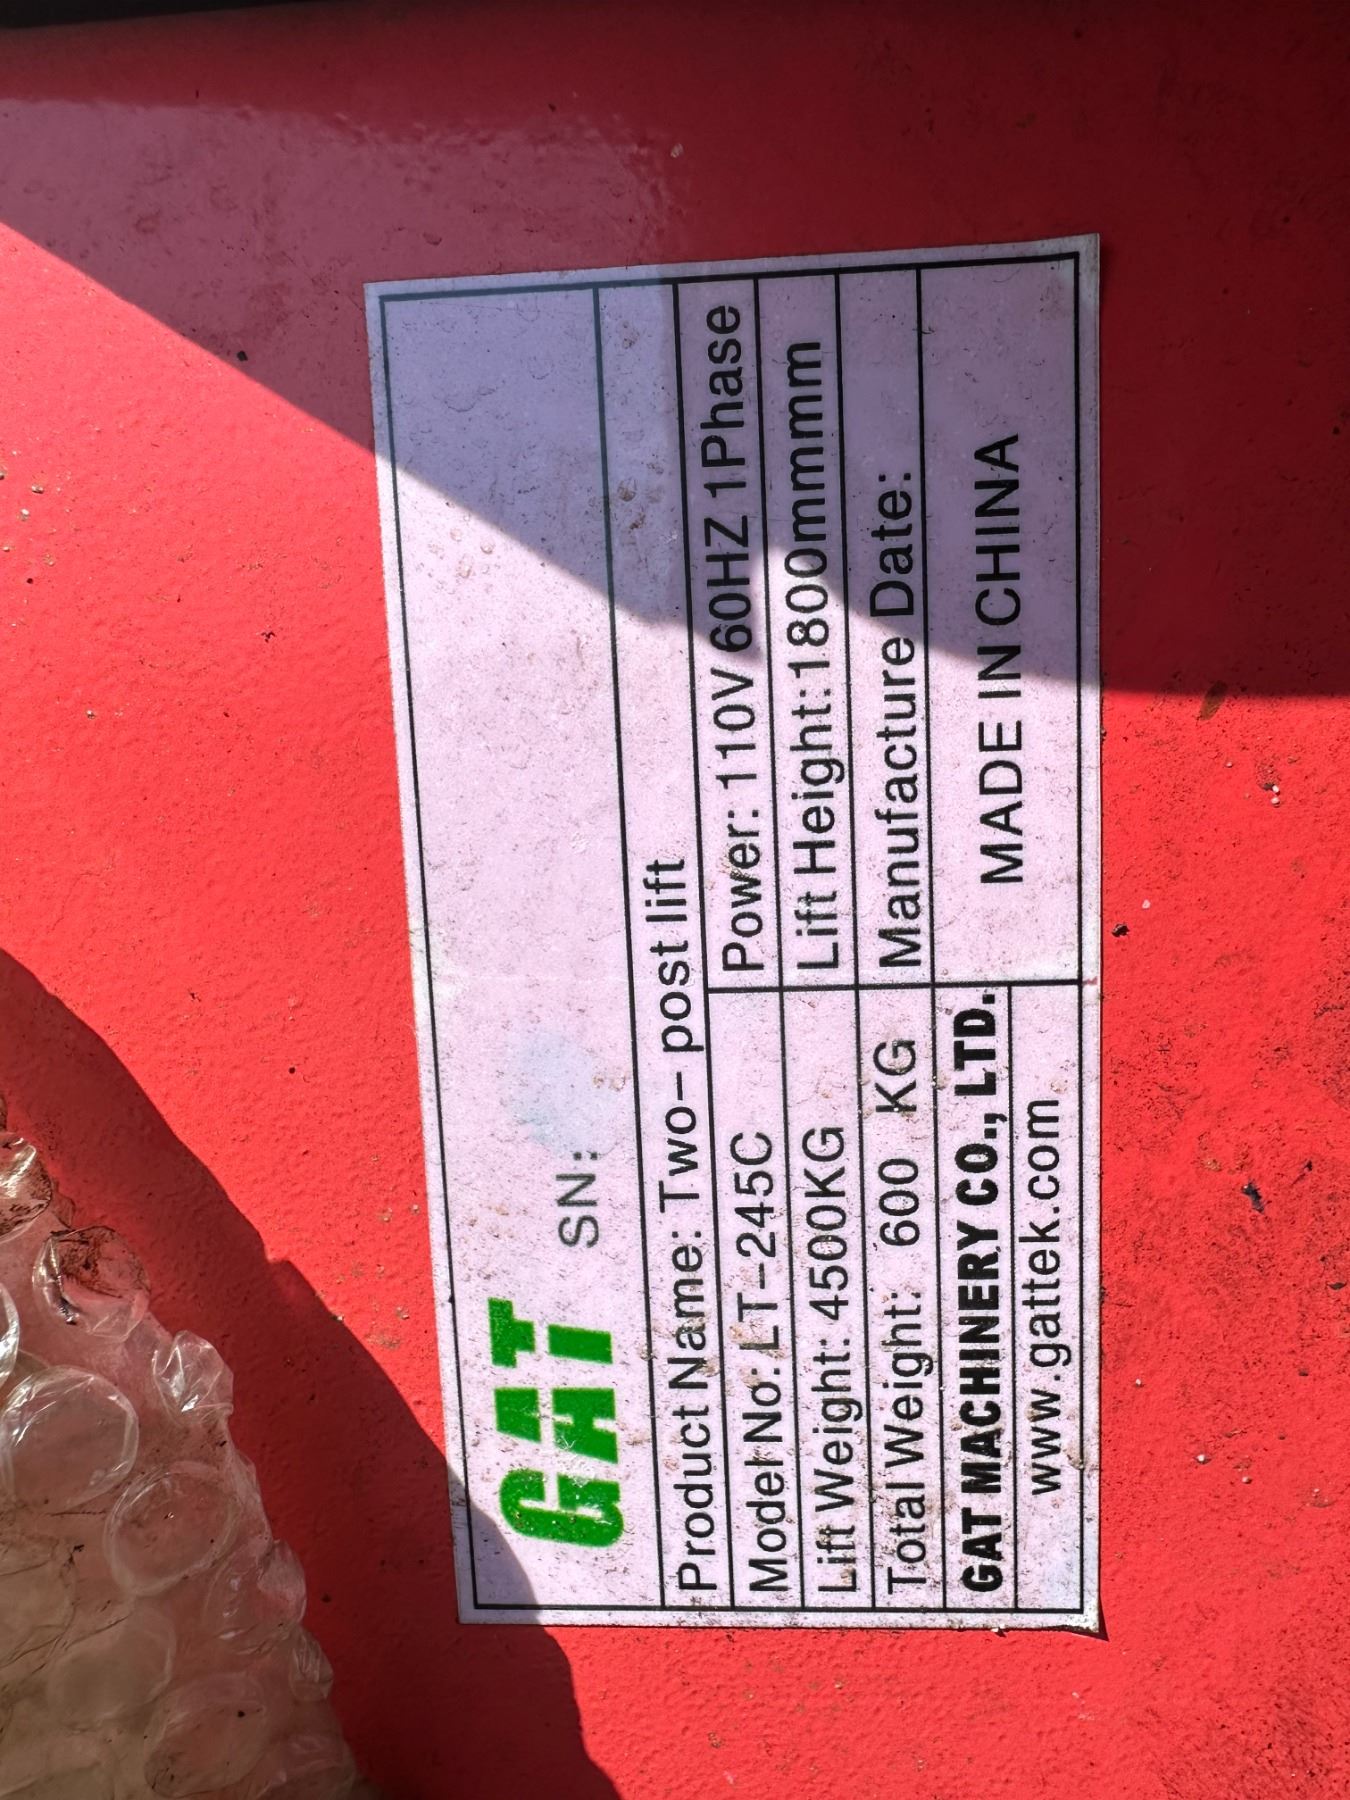 GAT
SN:
Product Name: Two- post lift
Model No: LT-245C
Power: 110V 60HZ 1Phase
Lift Weight: 4500KG
Lift Height: 1800mmmm
Total Weight: 600 KG
Manufacture Date:
GAT MACHINERY CO., LTD.
www.gattek.com
MADE IN CHINA